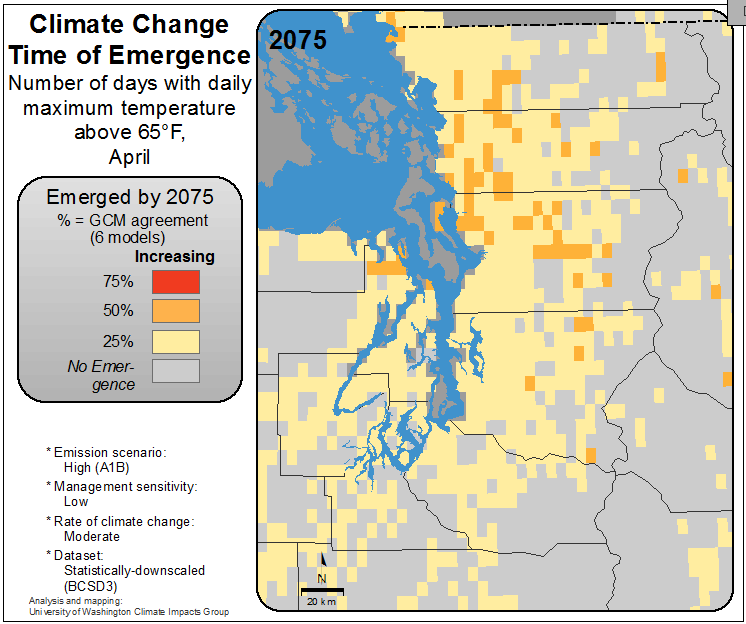 Climate Change
Time of Emergence
Number of days with daily
maximum temperature
above 65°F,
April
Emerged by 2075
% = GCM agreement
(6 models)
Increasing
75%
50%
25%
No Emer-
gence
* Emission scenario:
High (A1B)
* Management sensitivity:
Low
* Rate of climate change:
Moderate
* Dataset:
Statistically-downscaled
(BCSD3)
Analysis and mapping:
University of Washington Climate Impacts Group
2075
N
20 km